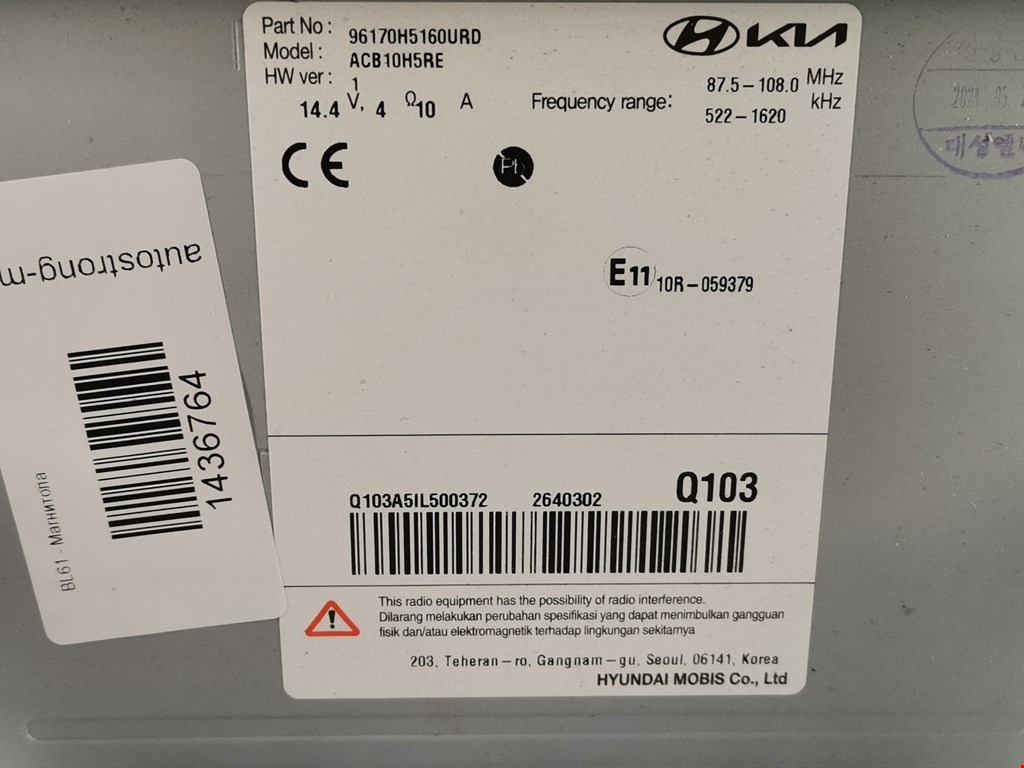 Part No : 96170H5160URD
Model : ACB10H5RE
HW ver : 1
14.4 V, 4 Ω 10 A
Frequency range: 87.5-108.0 MHz
522-1620 kHz
KIA
CE
Pb
E11 10R-059379
Q103A5IL500372 2640302 Q103
This radio equipment has the possibility of radio interference.
Dilarang melakukan perubahan spesifikasi yang dapat menimbulkan gangguan
fisik dan/atau elektromagnetik terhadap lingkungan sekitarnya
203, Teheran-ro, Gangnam-gu, Seoul, 06141, Korea
HYUNDAI MOBIS Co., Ltd
autostrong-m
1436764
BL61 - Магнитола
2021. 05.